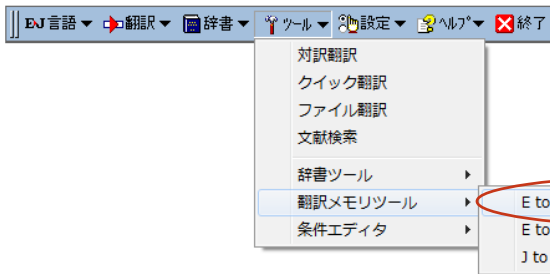 EJ 言語 ▼ 翻訳 ▼ 辞書 ▼ ツール ▼ 設定 ▼ ヘルプ ▼ 終了
対訳翻訳
クイック翻訳
ファイル翻訳
文献検索
辞書ツール
翻訳メモリツール
条件エディタ
E to
E to
J to